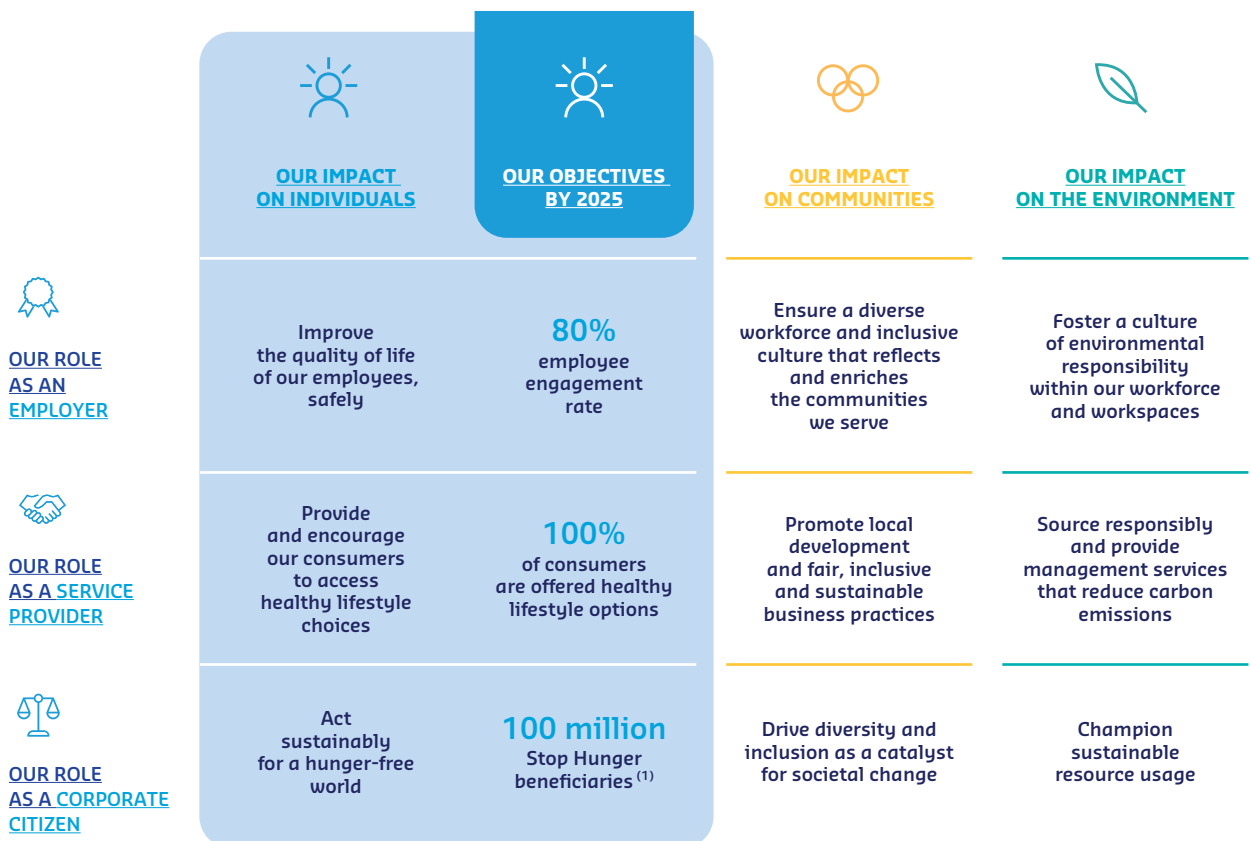 OUR IMPACT
ON INDIVIDUALS
OUR OBJECTIVES
BY 2025
OUR IMPACT
ON COMMUNITIES
OUR IMPACT
ON THE ENVIRONMENT
OUR ROLE
AS AN
EMPLOYER
Improve
the quality of life
of our employees,
safely
80%
employee
engagement
rate
Ensure a diverse
workforce and inclusive
culture that reflects
and enriches
the communities
we serve
Foster a culture
of environmental
responsibility
within our workforce
and workspaces
OUR ROLE
AS A SERVICE
PROVIDER
Provide
and encourage
our consumers
to access
healthy lifestyle
choices
100%
of consumers
are offered healthy
lifestyle options
Promote local
development
and fair, inclusive
and sustainable
business practices
Source responsibly
and provide
management services
that reduce carbon
emissions
OUR ROLE
AS A CORPORATE
CITIZEN
Act
sustainably
for a hunger-free
world
100 million
Stop Hunger
beneficiaries (1)
Drive diversity and
inclusion as a catalyst
for societal change
Champion
sustainable
resource usage